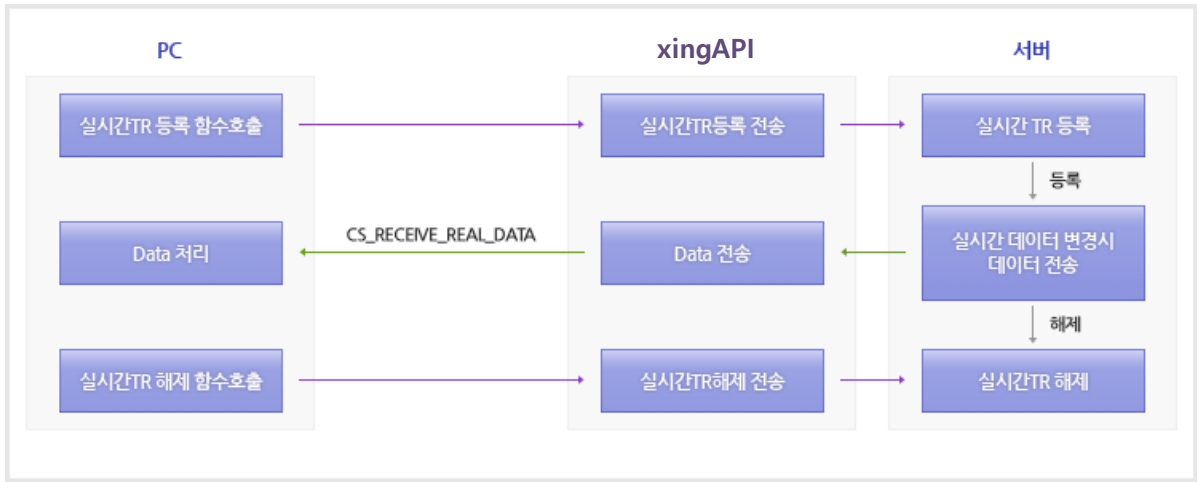 PC
xingAPI
서버
실시간TR 등록 함수호출
실시간TR등록 전송
실시간 TR 등록
등록
Data 처리
CS_RECEIVE_REAL_DATA
Data 전송
실시간 데이터 변경시
데이터 전송
해제
실시간TR 해제 함수호출
실시간TR해제 전송
실시간TR 해제